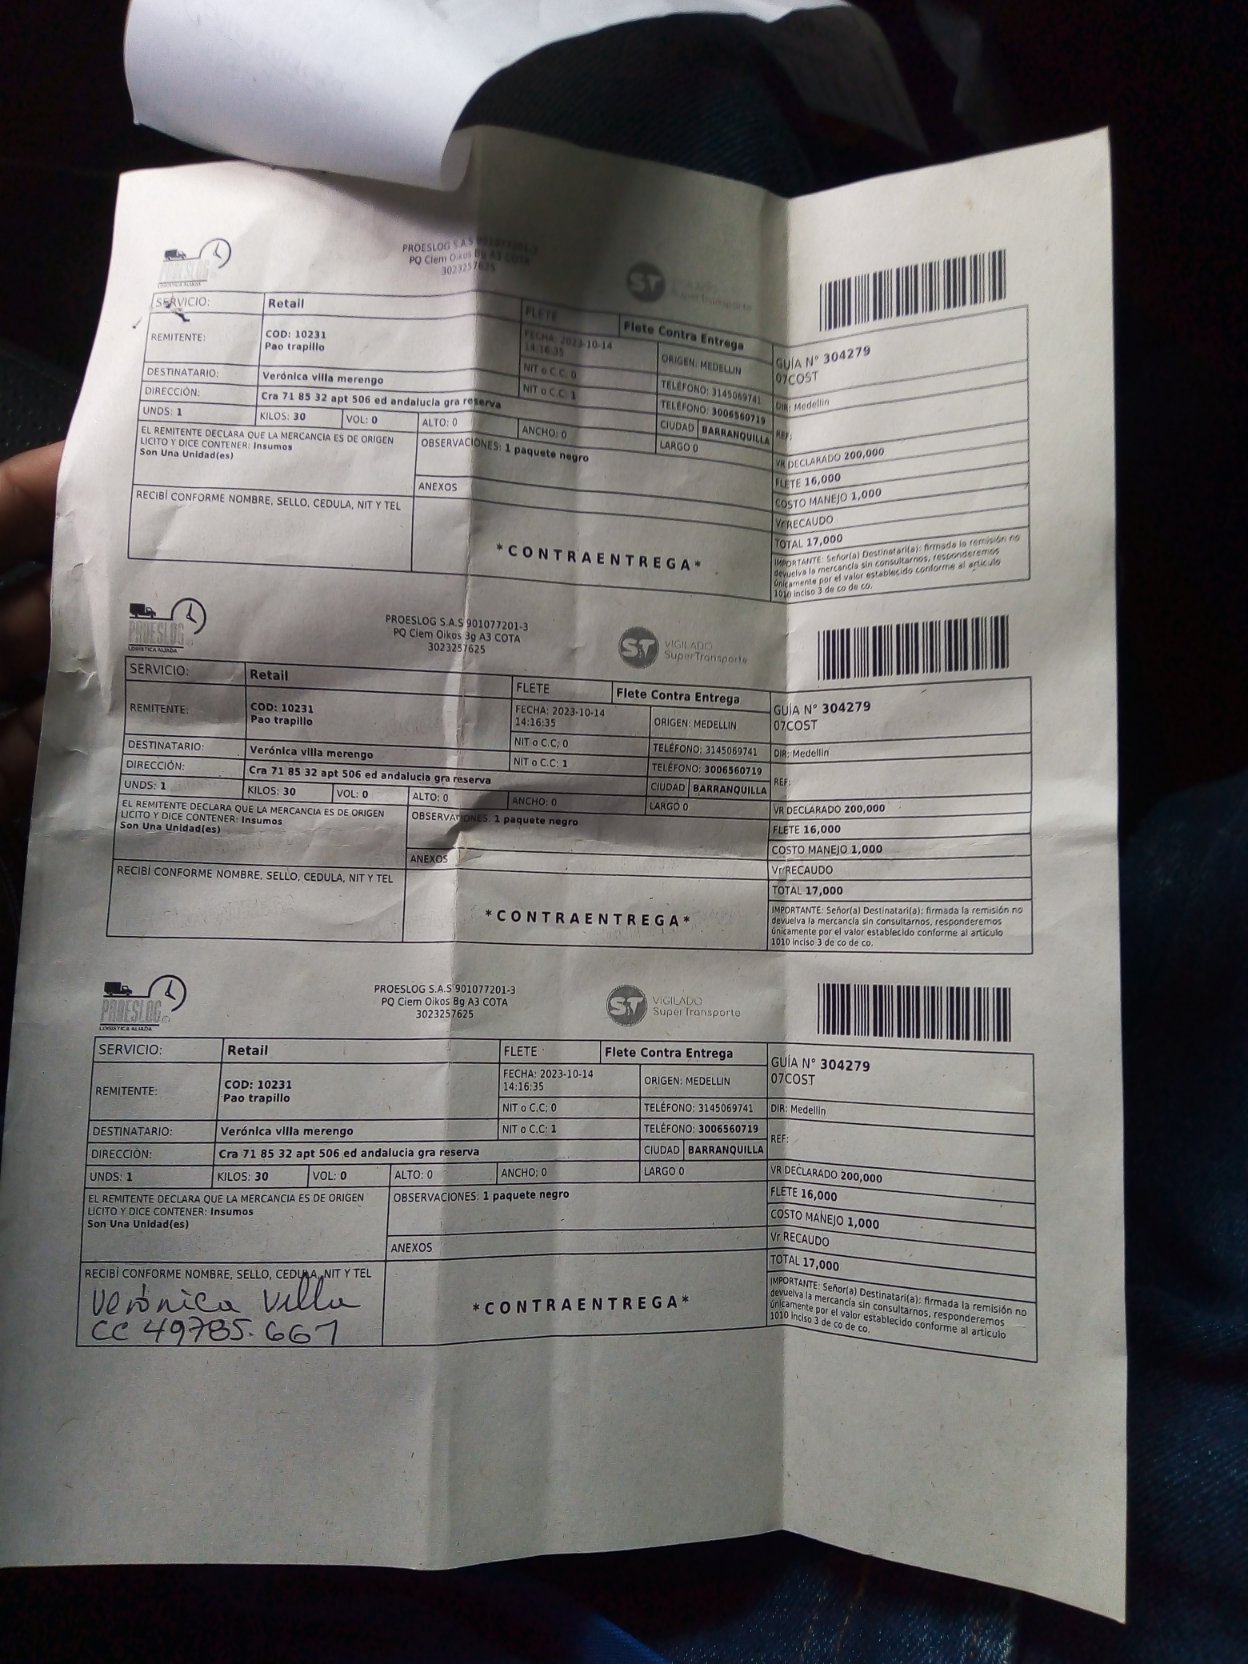 PROESLOG
LOGISTICA ALIADA
PROESLOG S.A.S 901077201-3
PQ Ciem Oikos Bg A3 COTA
3023257625
ST
SuperTransporte
SERVICIO: Retail FLETE Flete Contra Entrega
GUÍA N° 304279
07COST
REMITENTE: COD: 10231
Pao trapillo
FECHA: 2023-10-14
14:16:35
ORIGEN: MEDELLIN
NIT o C.C: 0 TELÉFONO: 3145069741 DIR: Medellin
DESTINATARIO: Verónica villa merengo NIT o C.C: 1 TELÉFONO: 3006560719
DIRECCIÓN: Cra 71 85 32 apt 506 ed andalucia gra reserva CIUDAD BARRANQUILLA REF:
UNDS: 1 KILOS: 30 VOL: 0 ALTO: 0 ANCHO: 0 LARGO 0
EL REMITENTE DECLARA QUE LA MERCANCIA ES DE ORIGEN
LICITO Y DICE CONTENER: Insumos
Son Una Unidad(es)
OBSERVACIONES: 1 paquete negro
ANEXOS
VR DECLARADO 200,000
FLETE 16,000
COSTO MANEJO 1,000
Vr RECAUDO
TOTAL 17,000
RECIBÍ CONFORME NOMBRE, SELLO, CEDULA, NIT Y TEL
*CONTRAENTREGA*
IMPORTANTE: Señor(a) Destinatari(a): firmada la remisión no
devuelva la mercancía sin consultarnos, responderemos
únicamente por el valor establecido conforme al articulo
1010 inciso 3 de co de co.
PROESLOG
LOGISTICA ALIADA
PROESLOG S.A.S 901077201-3
PQ Ciem Oikos Bg A3 COTA
3023257625
ST
VIGILADO
SuperTransporte
SERVICIO: Retail FLETE Flete Contra Entrega
GUÍA N° 304279
07COST
REMITENTE: COD: 10231
Pao trapillo
FECHA: 2023-10-14
14:16:35
ORIGEN: MEDELLIN
NIT o C.C: 0 TELÉFONO: 3145069741 DIR: Medellin
DESTINATARIO: Verónica villa merengo NIT o C.C: 1 TELÉFONO: 3006560719
DIRECCIÓN: Cra 71 85 32 apt 506 ed andalucia gra reserva CIUDAD BARRANQUILLA REF:
UNDS: 1 KILOS: 30 VOL: 0 ALTO: 0 ANCHO: 0 LARGO 0
EL REMITENTE DECLARA QUE LA MERCANCIA ES DE ORIGEN
LICITO Y DICE CONTENER: Insumos
Son Una Unidad(es)
OBSERVACIONES: 1 paquete negro
ANEXOS
VR DECLARADO 200,000
FLETE 16,000
COSTO MANEJO 1,000
Vr RECAUDO
TOTAL 17,000
RECIBÍ CONFORME NOMBRE, SELLO, CEDULA, NIT Y TEL
*CONTRAENTREGA*
IMPORTANTE: Señor(a) Destinatari(a): firmada la remisión no
devuelva la mercancía sin consultarnos, responderemos
únicamente por el valor establecido conforme al articulo
1010 inciso 3 de co de co.
PROESLOG
LOGISTICA ALIADA
PROESLOG S.A.S 901077201-3
PQ Ciem Oikos Bg A3 COTA
3023257625
ST
VIGILADO
SuperTransporte
SERVICIO: Retail FLETE Flete Contra Entrega
GUÍA N° 304279
07COST
REMITENTE: COD: 10231
Pao trapillo
FECHA: 2023-10-14
14:16:35
ORIGEN: MEDELLIN
NIT o C.C: 0 TELÉFONO: 3145069741 DIR: Medellin
DESTINATARIO: Verónica villa merengo NIT o C.C: 1 TELÉFONO: 3006560719
DIRECCIÓN: Cra 71 85 32 apt 506 ed andalucia gra reserva CIUDAD BARRANQUILLA REF:
UNDS: 1 KILOS: 30 VOL: 0 ALTO: 0 ANCHO: 0 LARGO 0
EL REMITENTE DECLARA QUE LA MERCANCIA ES DE ORIGEN
LICITO Y DICE CONTENER: Insumos
Son Una Unidad(es)
OBSERVACIONES: 1 paquete negro
ANEXOS
VR DECLARADO 200,000
FLETE 16,000
COSTO MANEJO 1,000
Vr RECAUDO
TOTAL 17,000
RECIBÍ CONFORME NOMBRE, SELLO, CEDULA, NIT Y TEL
Verónica Villa
CC 49785.667
*CONTRAENTREGA*
IMPORTANTE: Señor(a) Destinatari(a): firmada la remisión no
devuelva la mercancía sin consultarnos, responderemos
únicamente por el valor establecido conforme al articulo
1010 inciso 3 de co de co.